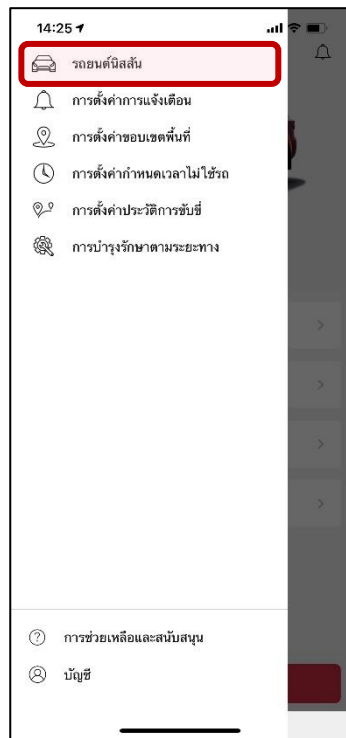 14:25
รถยนต์นิสสัน
การตั้งค่าการแจ้งเตือน
การตั้งค่าขอบเขตพื้นที่
การตั้งค่ากำหนดเวลาไม่ใช้รถ
การตั้งค่าประวัติการขับขี่
การบำรุงรักษาตามระยะทาง
การช่วยเหลือและสนับสนุน
บัญชี